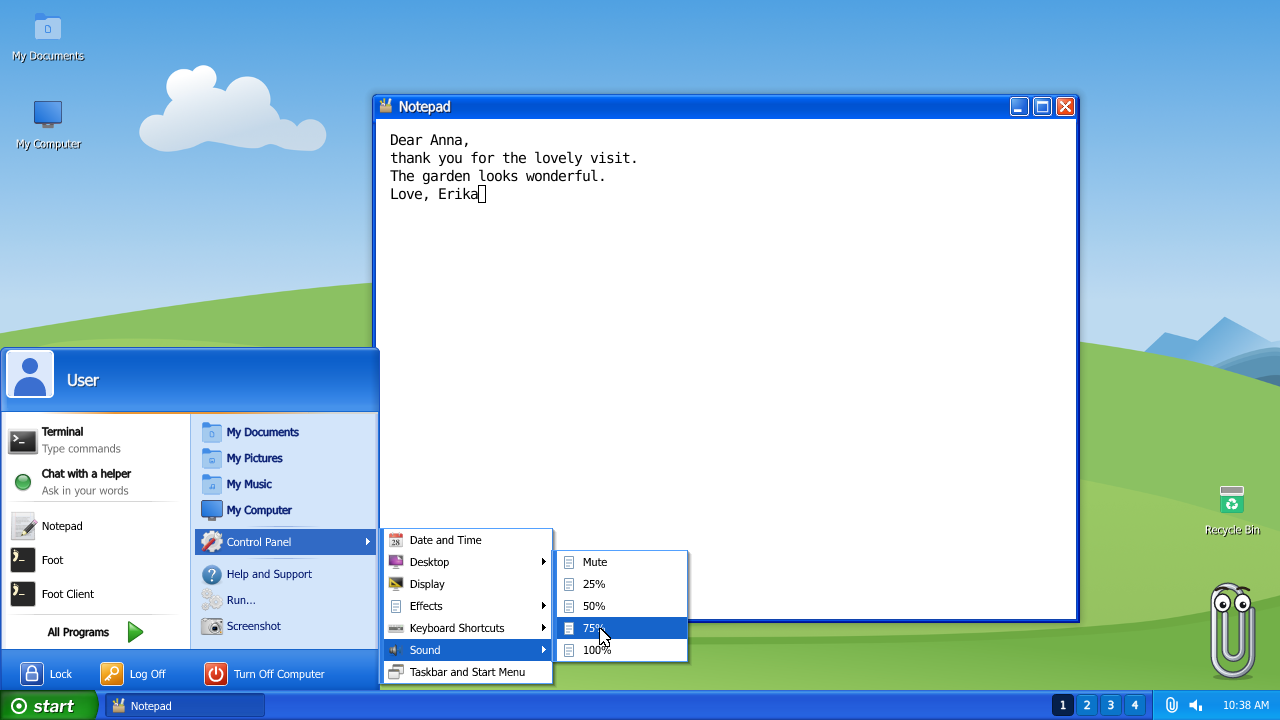 My Documents
My Computer
Notepad
Dear Anna,
thank you for the lovely visit.
The garden looks wonderful.
Love, Erika
User
Terminal
Type commands
Chat with a helper
Ask in your words
Notepad
Foot
Foot Client
All Programs
My Documents
My Pictures
My Music
My Computer
Control Panel
Help and Support
Run...
Screenshot
28
Date and Time
Desktop
Display
Effects
Keyboard Shortcuts
Sound
Taskbar and Start Menu
Mute
25%
50%
75%
100%
Recycle Bin
Lock
Log Off
Turn Off Computer
start
Notepad
1
2
3
4
10:38 AM